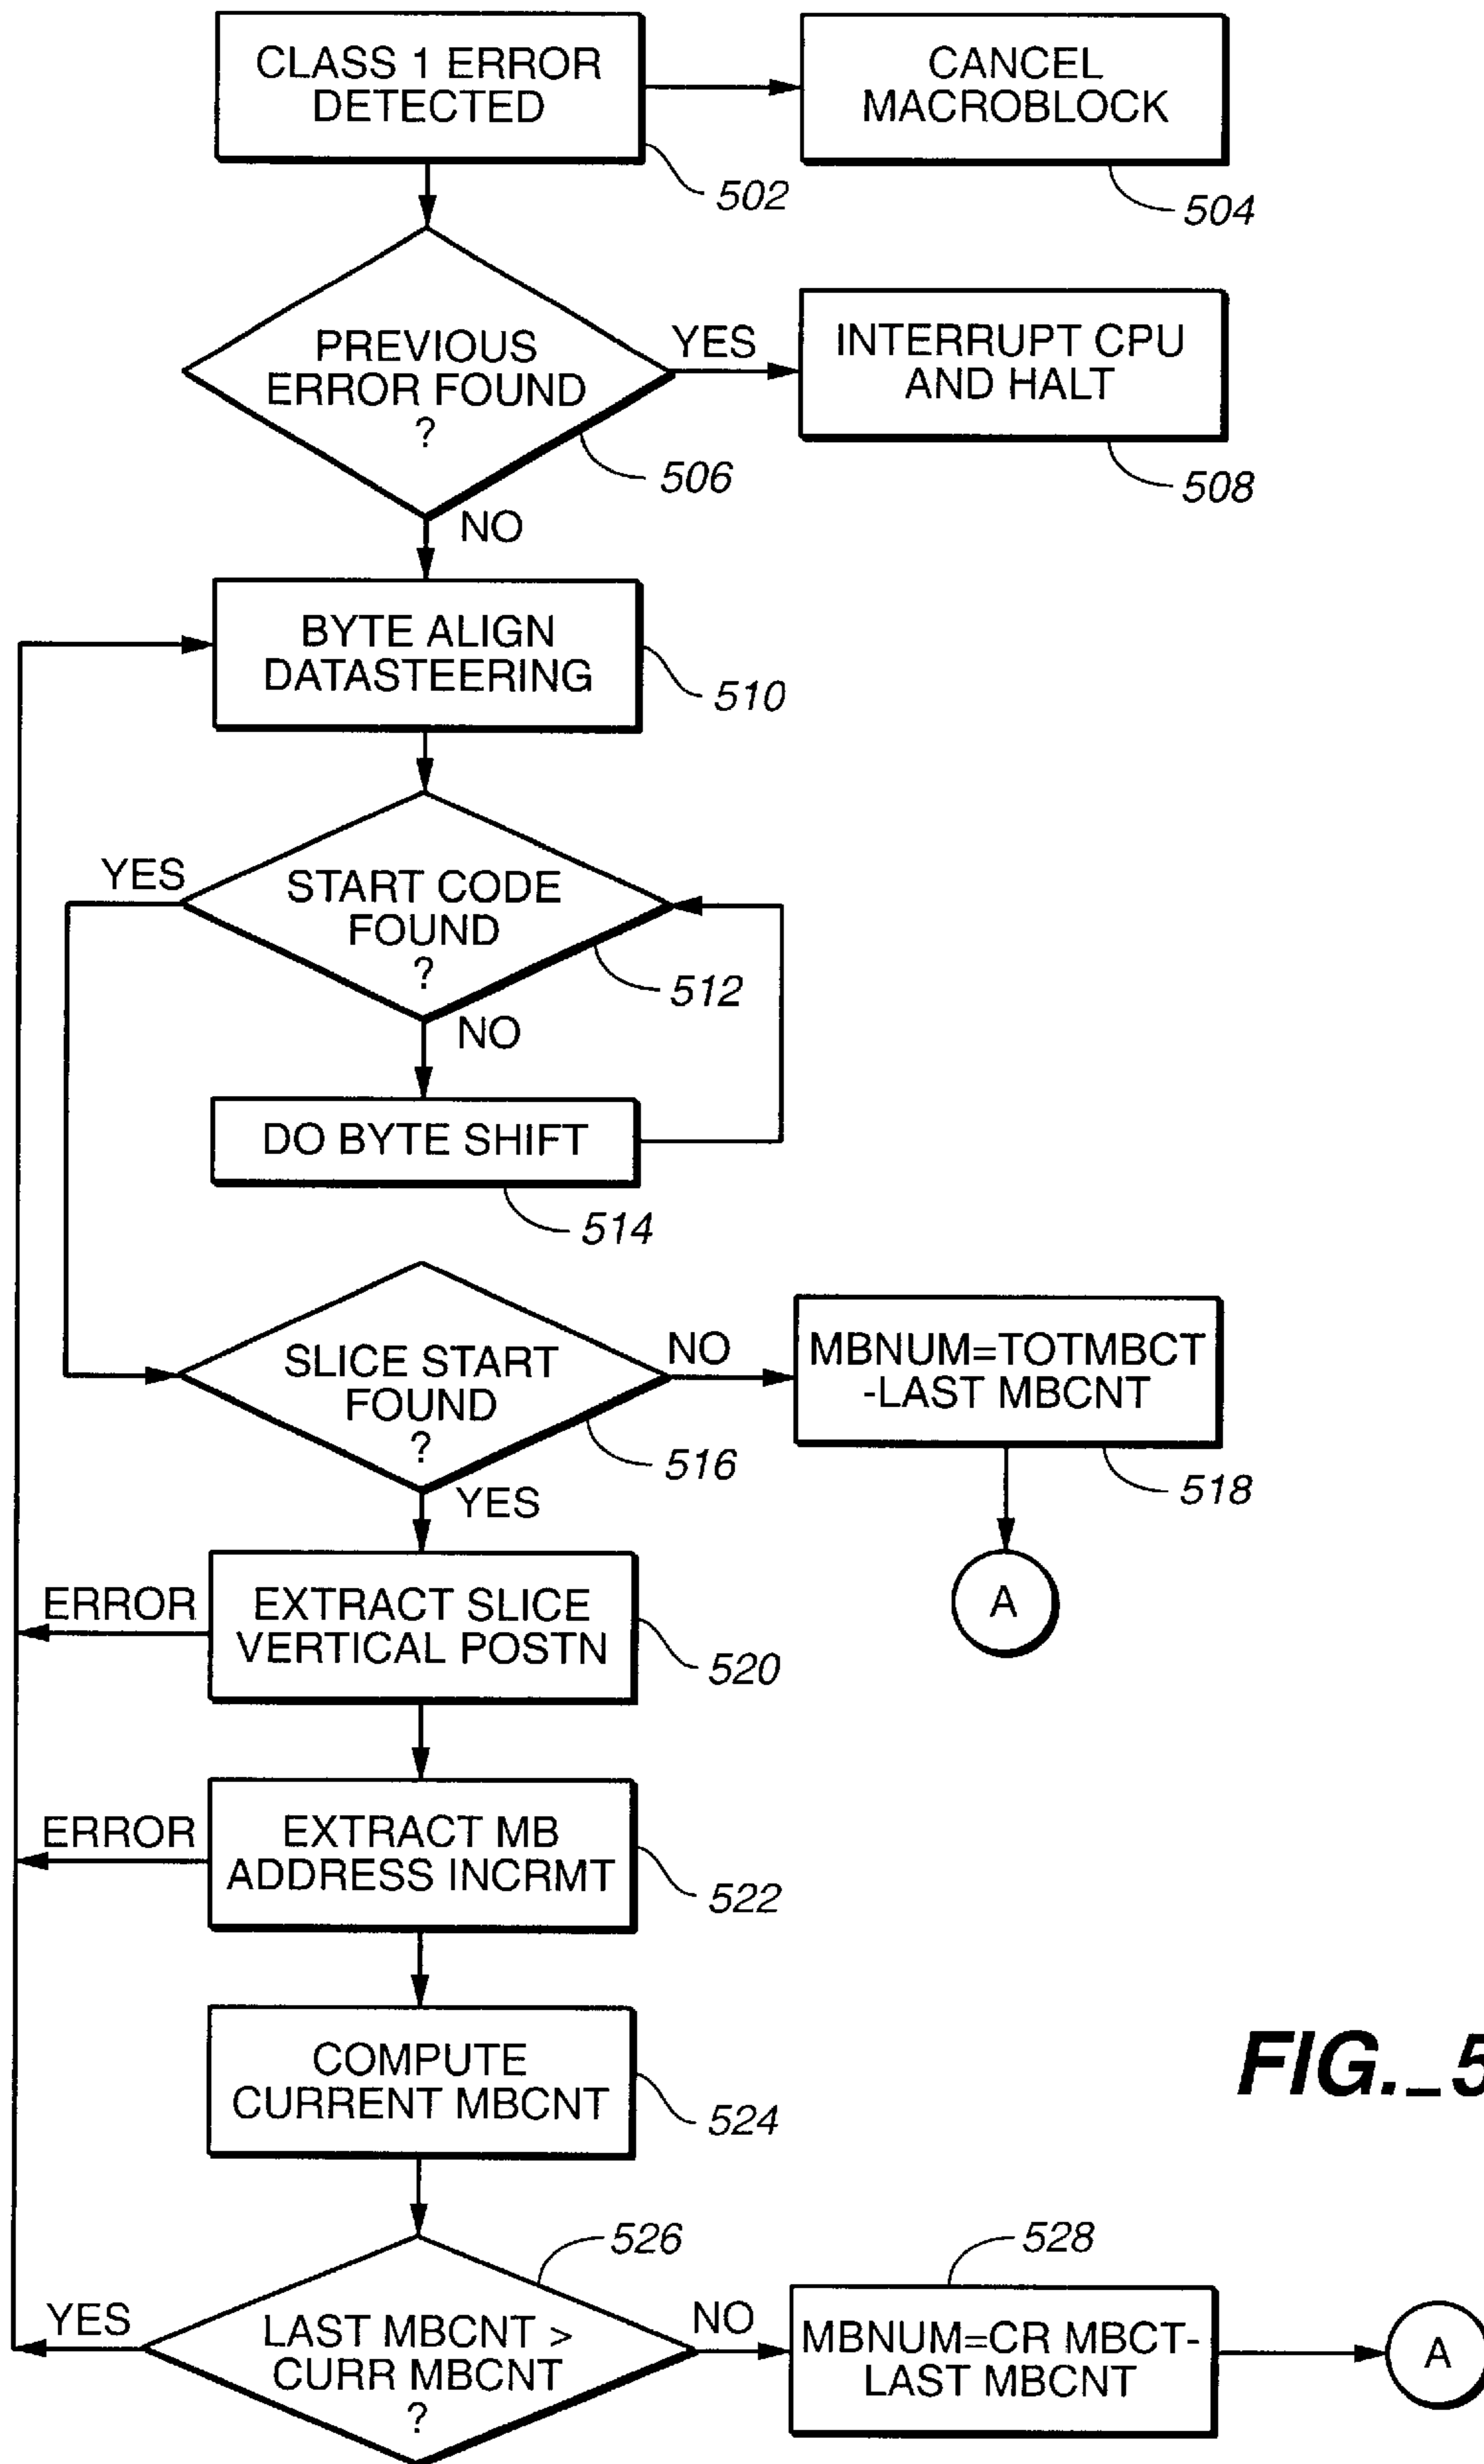 CLASS 1 ERROR
DETECTED
502
CANCEL
MACROBLOCK
504
PREVIOUS
ERROR FOUND
?
506
YES
INTERRUPT CPU
AND HALT
508
NO
BYTE ALIGN
DATASTEERING
510
YES
START CODE
FOUND
?
512
NO
DO BYTE SHIFT
514
SLICE START
FOUND
?
516
NO
MBNUM=TOTMBCT
-LAST MBCNT
518
A
YES
ERROR
EXTRACT SLICE
VERTICAL POSTN
520
ERROR
EXTRACT MB
ADDRESS INCRMT
522
COMPUTE
CURRENT MBCNT
524
FIG._5
526
YES
LAST MBCNT >
CURR MBCNT
?
NO
528
MBNUM=CR MBCT-
LAST MBCNT
A